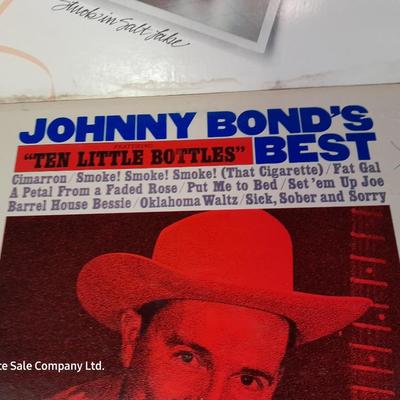 Smok'in Salt Lake
JOHNNY BOND'S
FEATURING
"TEN LITTLE BOTTLES" BEST
Cimarron / Smoke! Smoke! Smoke! (That Cigarette) / Fat Gal
A Petal From a Faded Rose / Put Me to Bed / Set 'em Up Joe
Barrel House Bessie / Oklahoma Waltz / Sick, Sober and Sorry
ce Sale Company Ltd.